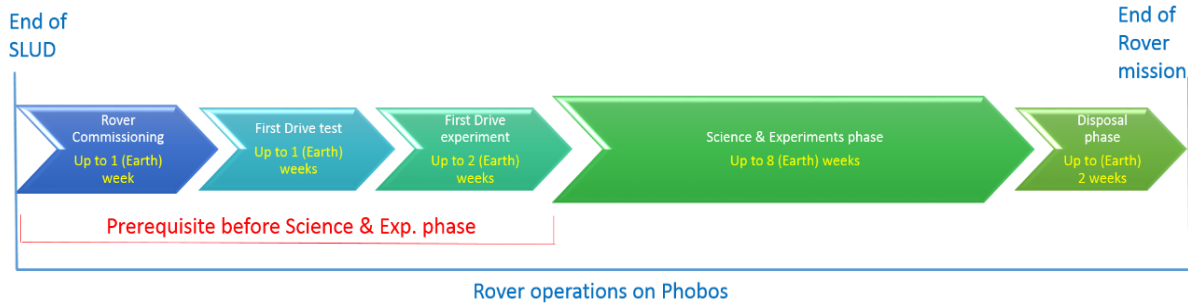 End of
SLUD
End of
Rover
mission
Rover
Commissioning
Up to 1 (Earth)
week
First Drive test
Up to 1 (Earth)
weeks
First Drive
experiment
Up to 2 (Earth)
weeks
Science & Experiments phase
Up to 8 (Earth) weeks
Disposal
phase
Up to (Earth)
2 weeks
Prerequisite before Science & Exp. phase
Rover operations on Phobos